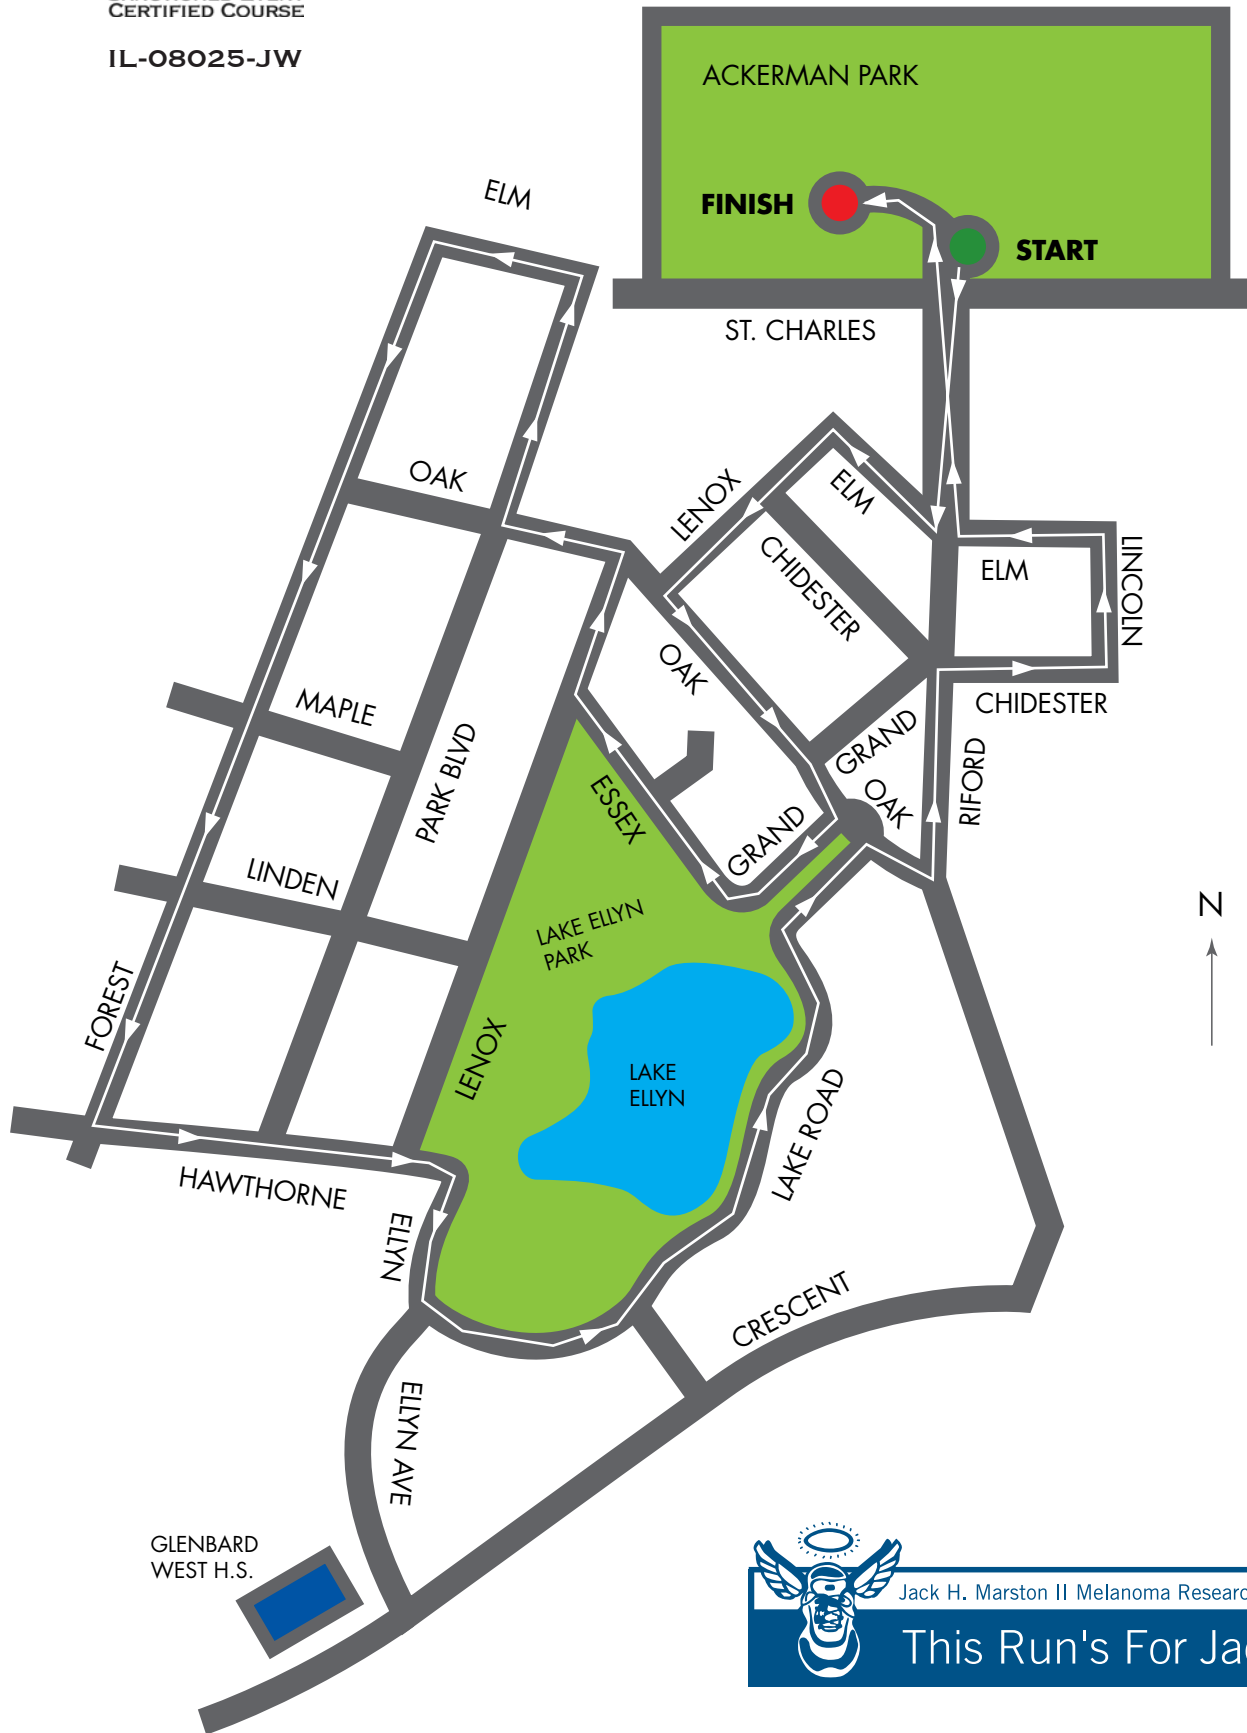 CERTIFIED COURSE
IL-08025-JW
ACKERMAN PARK
FINISH
START
ST. CHARLES
ELM
OAK
LENOX
ELM
CHIDESTER
ELM
LINCOLN
OAK
CHIDESTER
MAPLE
PARK BLVD
GRAND
OAK
RIFORD
ESSEX
GRAND
LINDEN
N
LAKE ELLYN
PARK
FOREST
LENOX
LAKE
ELLYN
LAKE ROAD
HAWTHORNE
ELLYN
CRESCENT
ELLYN AVE
GLENBARD
WEST H.S.
Jack H. Marston II Melanoma
This Run's For